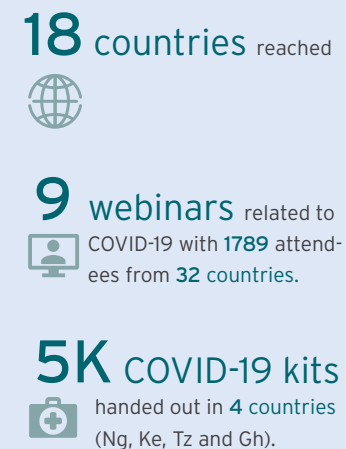 18 countries reached
9 webinars related to
COVID-19 with 1789 attend-
ees from 32 countries.
5K COVID-19 kits
handed out in 4 countries
(Ng, Ke, Tz and Gh).